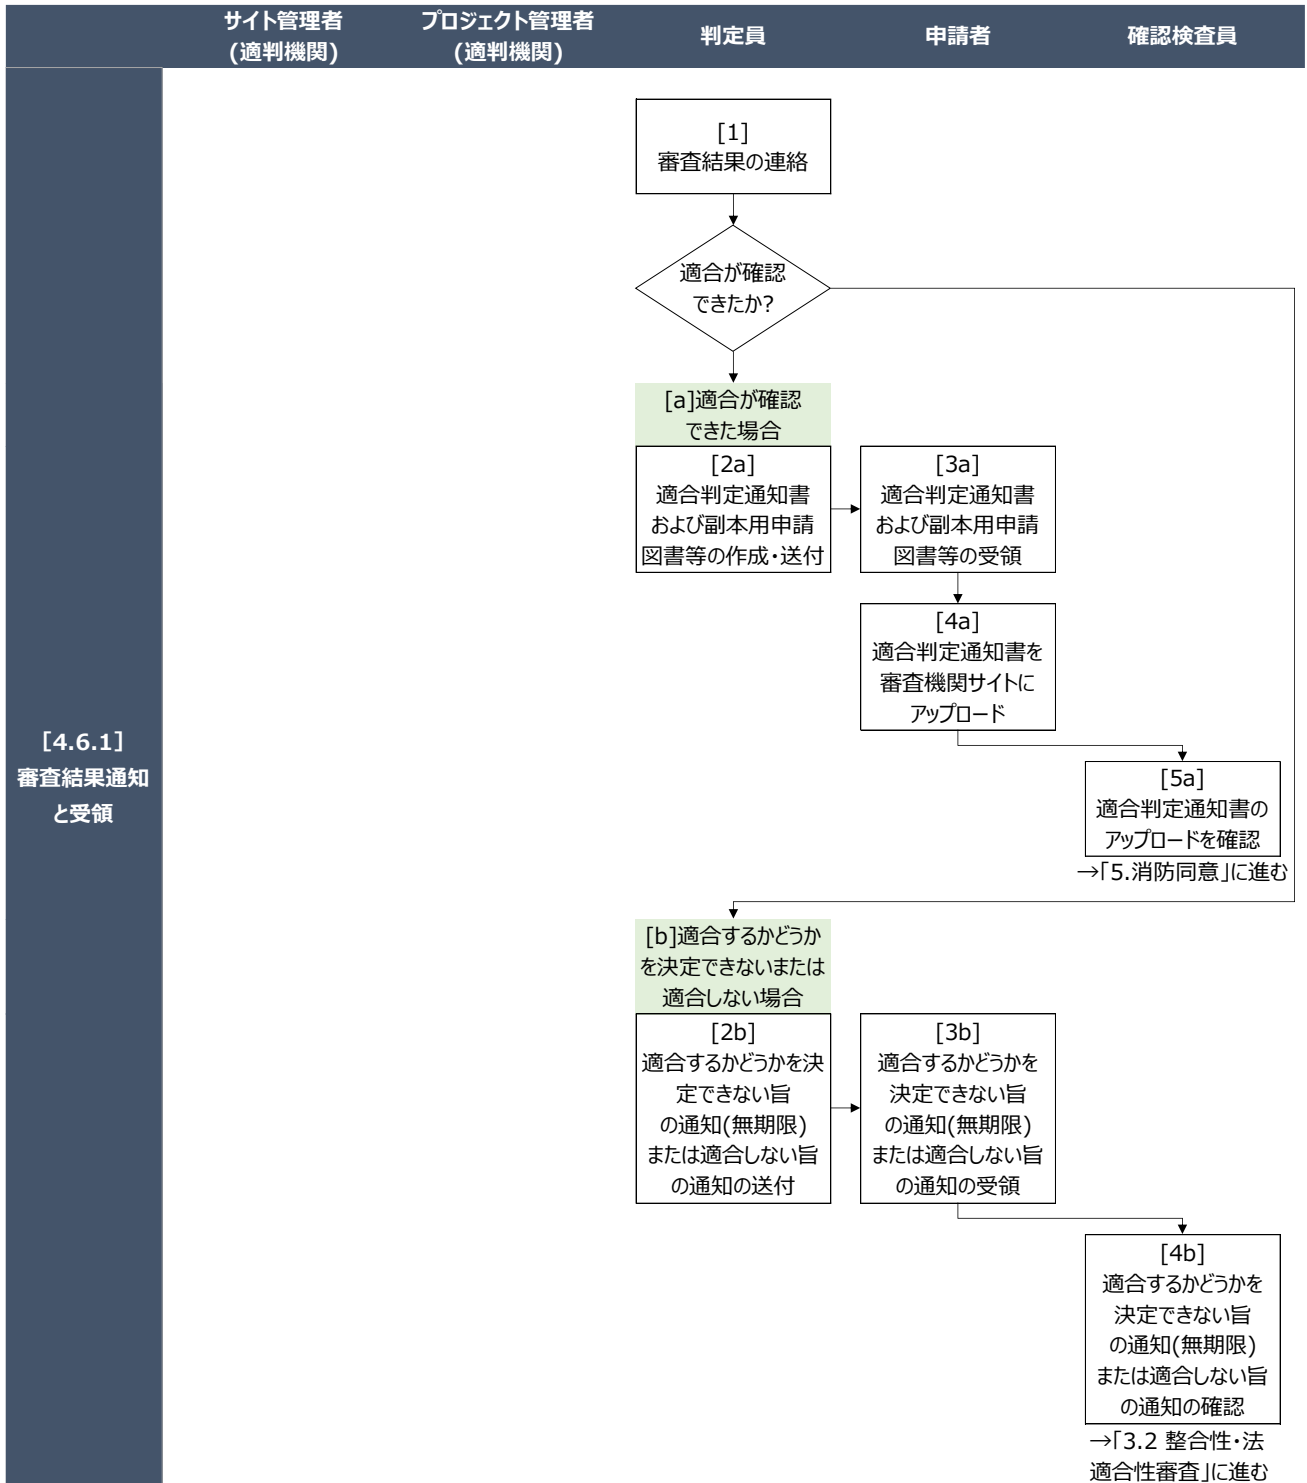 サイト管理者
(適判機関)
プロジェクト管理者
(適判機関)
判定員
申請者
確認検査員
[4.6.1]
審査結果通知
と受領
[1]
審査結果の連絡
適合が確認
できたか?
[a]適合が確認
できた場合
[2a]
適合判定通知書
および副本用申請
図書等の作成・送付
[3a]
適合判定通知書
および副本用申請
図書等の受領
[4a]
適合判定通知書を
審査機関サイトに
アップロード
[5a]
適合判定通知書の
アップロードを確認
→「5.消防同意」に進む
[b]適合するかどうか
を決定できないまたは
適合しない場合
[2b]
適合するかどうかを決
定できない旨
の通知(無期限)
または適合しない旨
の通知の送付
[3b]
適合するかどうかを
決定できない旨
の通知(無期限)
または適合しない旨
の通知の受領
[4b]
適合するかどうかを
決定できない旨
の通知(無期限)
または適合しない旨
の通知の確認
→「3.2 整合性・法
適合性審査」に進む